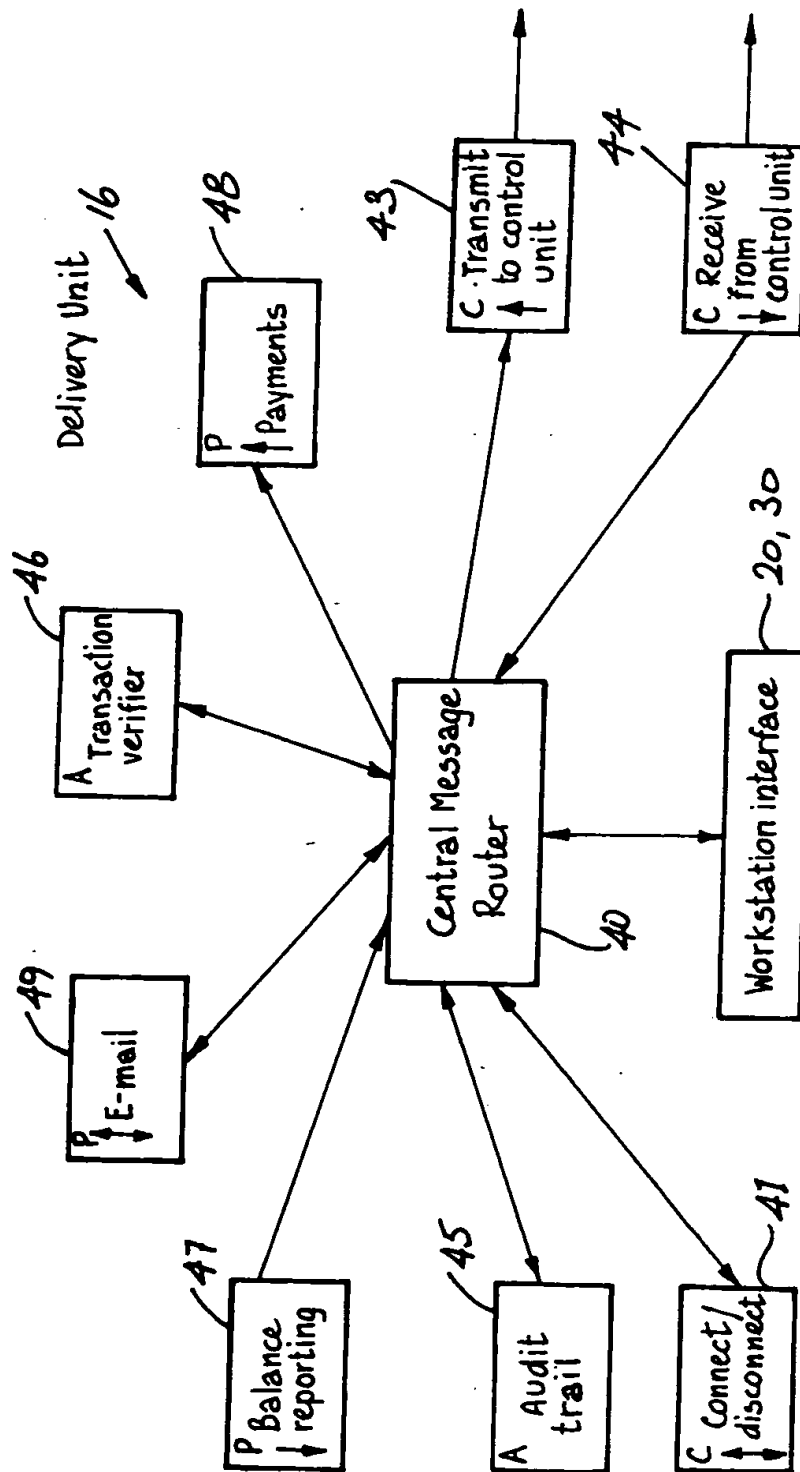 Delivery Unit
16
47
P Balance
reporting
49
P
E-mail
46
A Transaction
verifier
48
P
Payments
43
C Transmit
to control
unit
44
C Receive
from
control unit
45
A
Audit
trail
Central Message
Router
40
41
C Connect/
disconnect
Workstation interface
20, 30